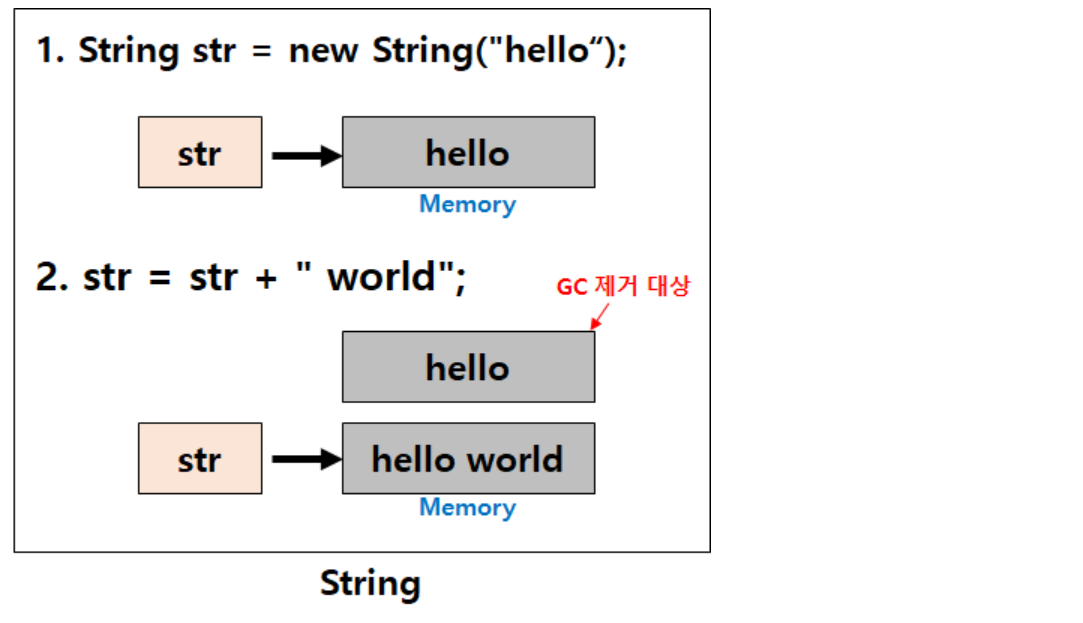 1. String str = new String("hello“);
str
hello
Memory
2. str = str + " world";
GC 제거 대상
hello
str
hello world
Memory
String